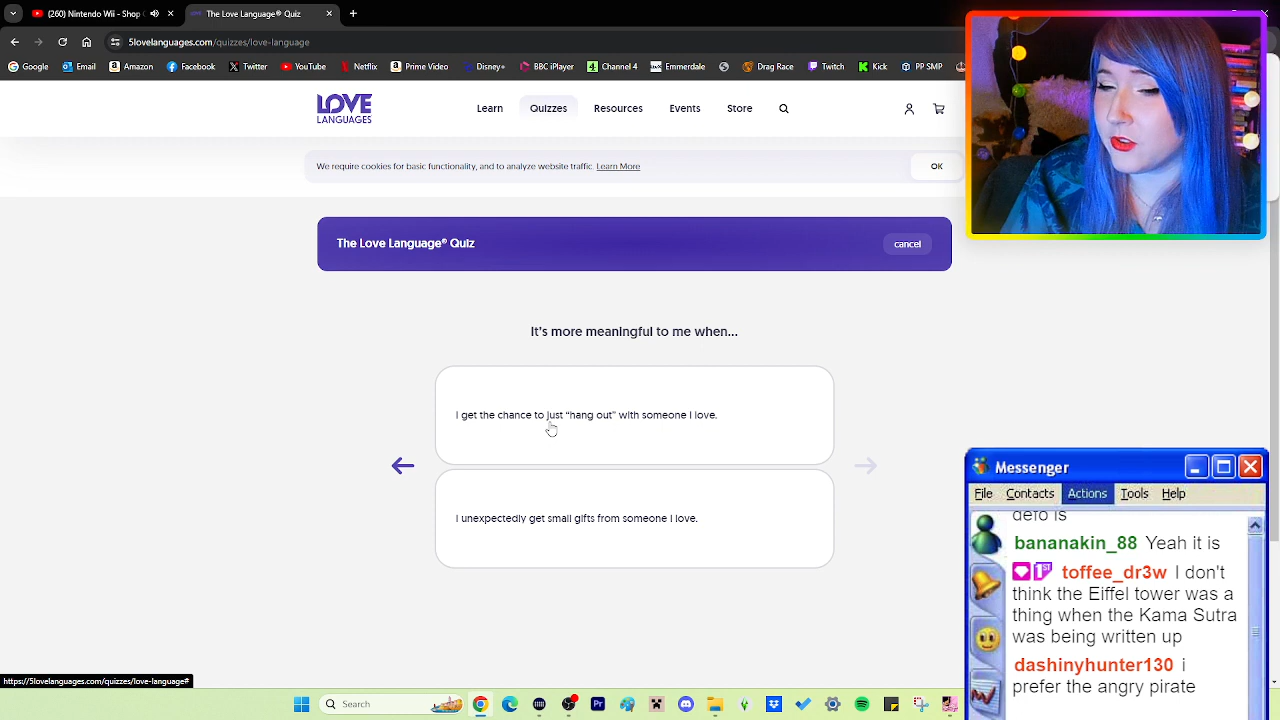 (260) Nintendo Wii - Shop
The Love Language® Quiz
5lovelanguages.com/quizzes/love-language
Google
Email
Amazon
Facebook
Twitter
YouTube
Netflix
Prime Video
Disney+
Channel 4
Emmerdale
Drag Race
Twitch
Kick
PP SMP
LOVE
LANGUAGES
Learn
Quizzes
Resources
Events
Store
We require cookies for basic functionality, and to analyze website traffic. Learn More
OK
The Love Language® Quiz
cancel
It's more meaningful to me when...
I get the chance to just “hang out” with someone I love.
I unexpectedly get small gifts from someone I love.
Messenger
File Contacts Actions Tools Help
defo is
bananakin_88 Yeah it is
toffee_dr3w I don't
think the Eiffel tower was a
thing when the Kama Sutra
was being written up
dashinyhunter130 i
prefer the angry pirate
https://5lovelanguages.com/quizzes/love-language#
Search